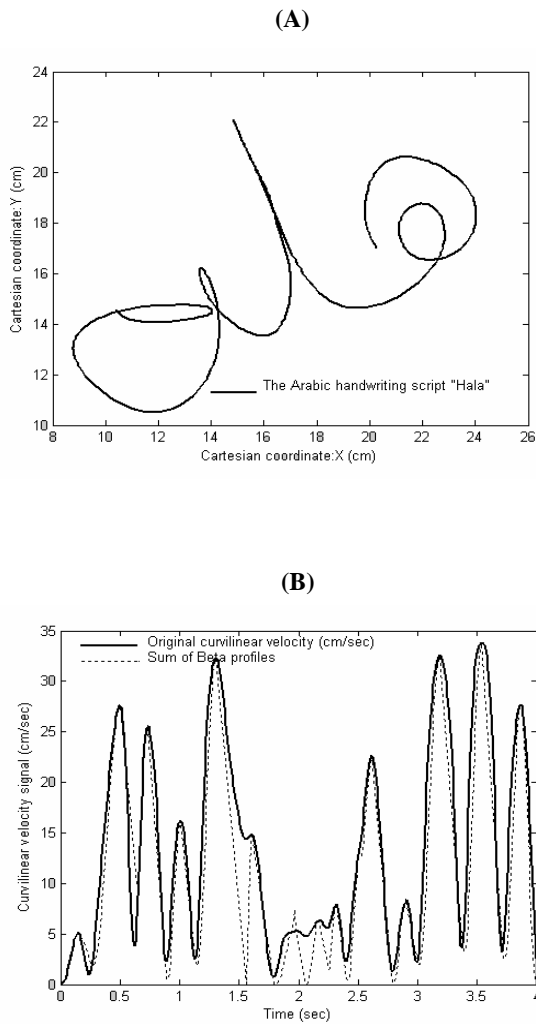 (A)
24
22
20
18
16
14
12
10
8 10 12 14 16 18 20 22 24 26
Cartesian coordinate:Y (cm)
The Arabic handwriting script "Hala"
Cartesian coordinate:X (cm)
(B)
35
30
25
20
15
10
5
0
0 0.5 1 1.5 2 2.5 3 3.5 4
Curvilinear velocity signal (cm/sec)
Original curvilinear velocity (cm/sec)
Sum of Beta profiles
Time (sec)